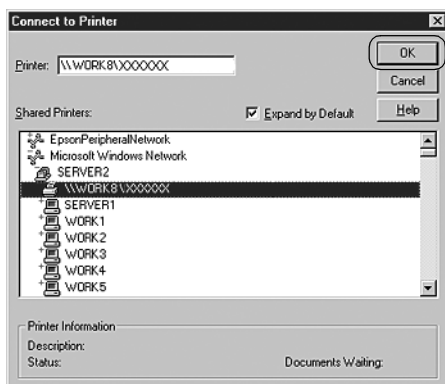 Connect to Printer
Printer: \\WORK8\XXXXXX
OK
Cancel
Help
Shared Printers:
Expand by Default
EpsonPeripheralNetwork
Microsoft Windows Network
SERVER2
\\WORK8\XXXXXX
SERVER1
WORK1
WORK2
WORK3
WORK4
WORK5
Printer Information
Description:
Status:
Documents Waiting: